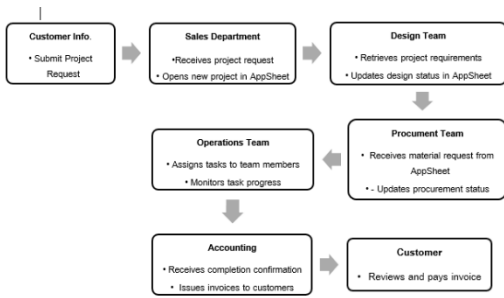 Customer Info.
• Submit Project
Request
Sales Department
•Receives project request
• Opens new project in AppSheet
Design Team
• Retrieves project requirements
• Updates design status in AppSheet
Procument Team
• Receives material request from
AppSheet
• - Updates procurement status
Operations Team
• Assigns tasks to team members
• Monitors task progress
Accounting
• Receives completion confirmation
• Issues invoices to customers
Customer
• Reviews and pays invoice